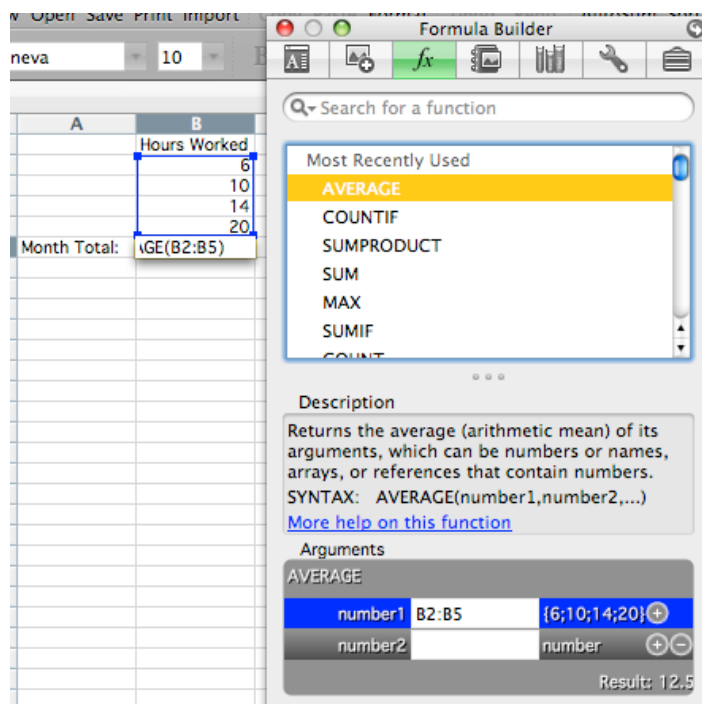 Open Save Print Import
Formula Builder
neva
10
Search for a function
A
B
Hours Worked
6
10
14
20
Month Total:
GE(B2:B5)
Most Recently Used
AVERAGE
COUNTIF
SUMPRODUCT
SUM
MAX
SUMIF
COUNT
Description
Returns the average (arithmetic mean) of its
arguments, which can be numbers or names,
arrays, or references that contain numbers.
SYNTAX: AVERAGE(number1,number2,...)
More help on this function
Arguments
AVERAGE
number1 B2:B5 {6;10;14;20}
number2 number
Result: 12.5